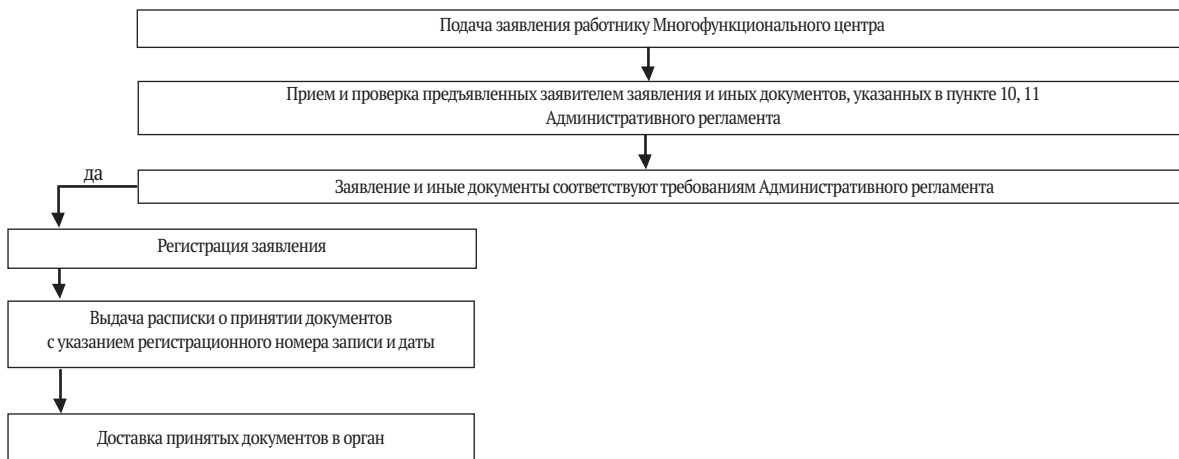 Подача заявления работнику Многофункционального центра
Прием и проверка предъявленных заявителем заявления и иных документов, указанных в пункте 10, 11
Административного регламента
да
Заявление и иные документы соответствуют требованиям Административного регламента
Регистрация заявления
Выдача расписки о принятии документов
с указанием регистрационного номера записи и даты
Доставка принятых документов в орган